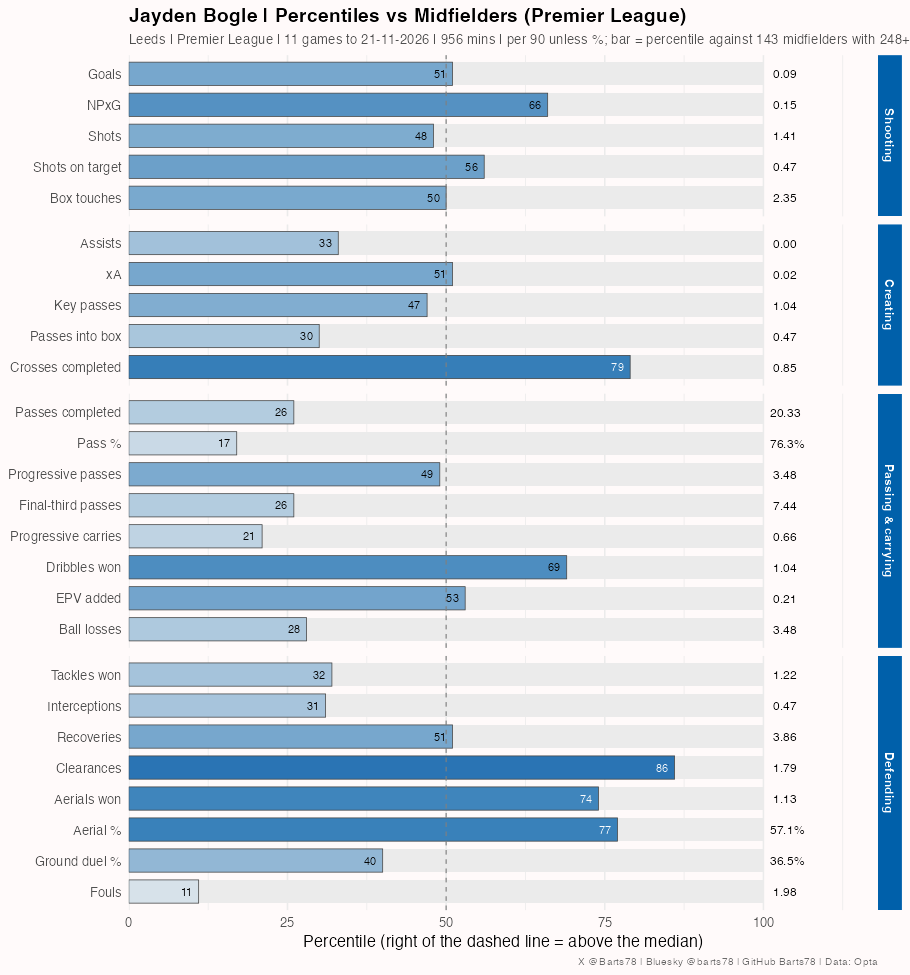 Jayden Bogle | Percentiles vs Midfielders (Premier League)
Leeds | Premier League | 11 games to 21-11-2026 | 956 mins | per 90 unless %; bar = percentile against 143 midfielders with 248+
Shooting
Goals 51 0.09
NPxG 66 0.15
Shots 48 1.41
Shots on target 56 0.47
Box touches 50 2.35
Creating
Assists 33 0.00
xA 51 0.02
Key passes 47 1.04
Passes into box 30 0.47
Crosses completed 79 0.85
Passing & carrying
Passes completed 26 20.33
Pass % 17 76.3%
Progressive passes 49 3.48
Final-third passes 26 7.44
Progressive carries 21 0.66
Dribbles won 69 1.04
EPV added 53 0.21
Ball losses 28 3.48
Defending
Tackles won 32 1.22
Interceptions 31 0.47
Recoveries 51 3.86
Clearances 86 1.79
Aerials won 74 1.13
Aerial % 77 57.1%
Ground duel % 40 36.5%
Fouls 11 1.98
0 25 50 75 100
Percentile (right of the dashed line = above the median)
X @Barts78 | Bluesky @barts78 | GitHub Barts78 | Data: Opta